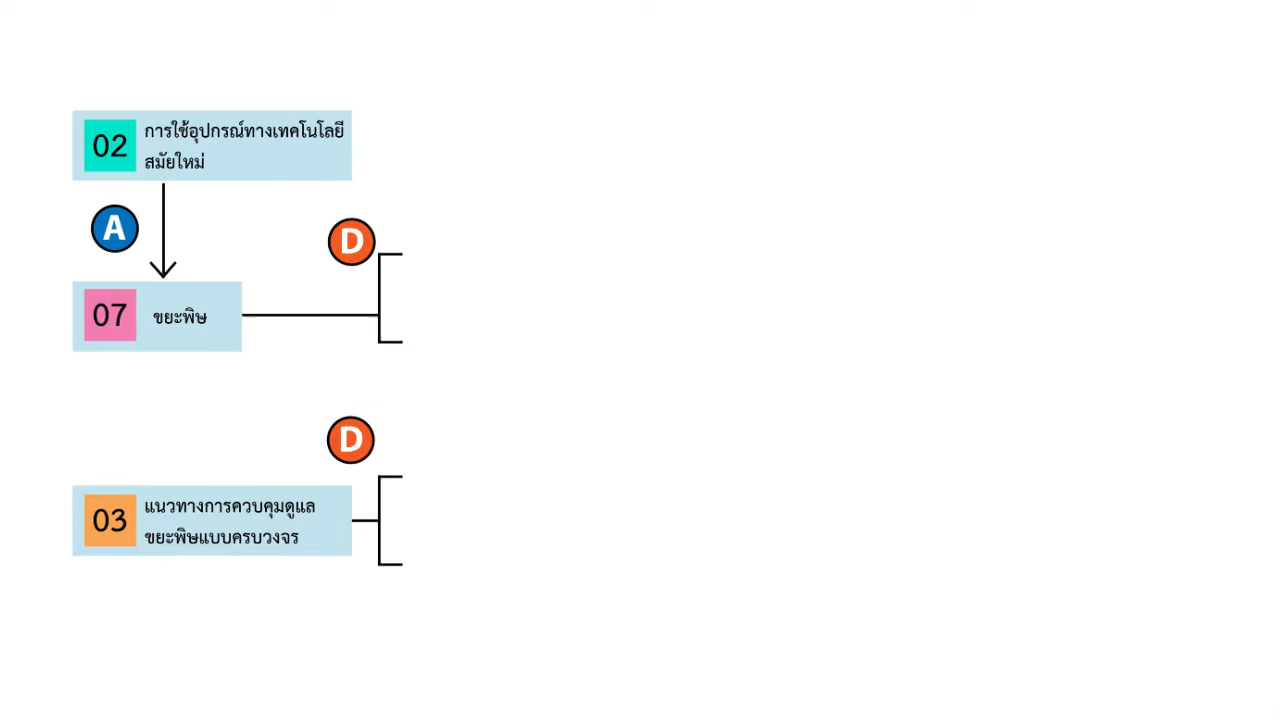 02 การใช้อุปกรณ์ทางเทคโนโลยี
สมัยใหม่
A
D
07 ขยะพิษ
D
03 แนวทางการควบคุมดูแล
ขยะพิษแบบครบวงจร